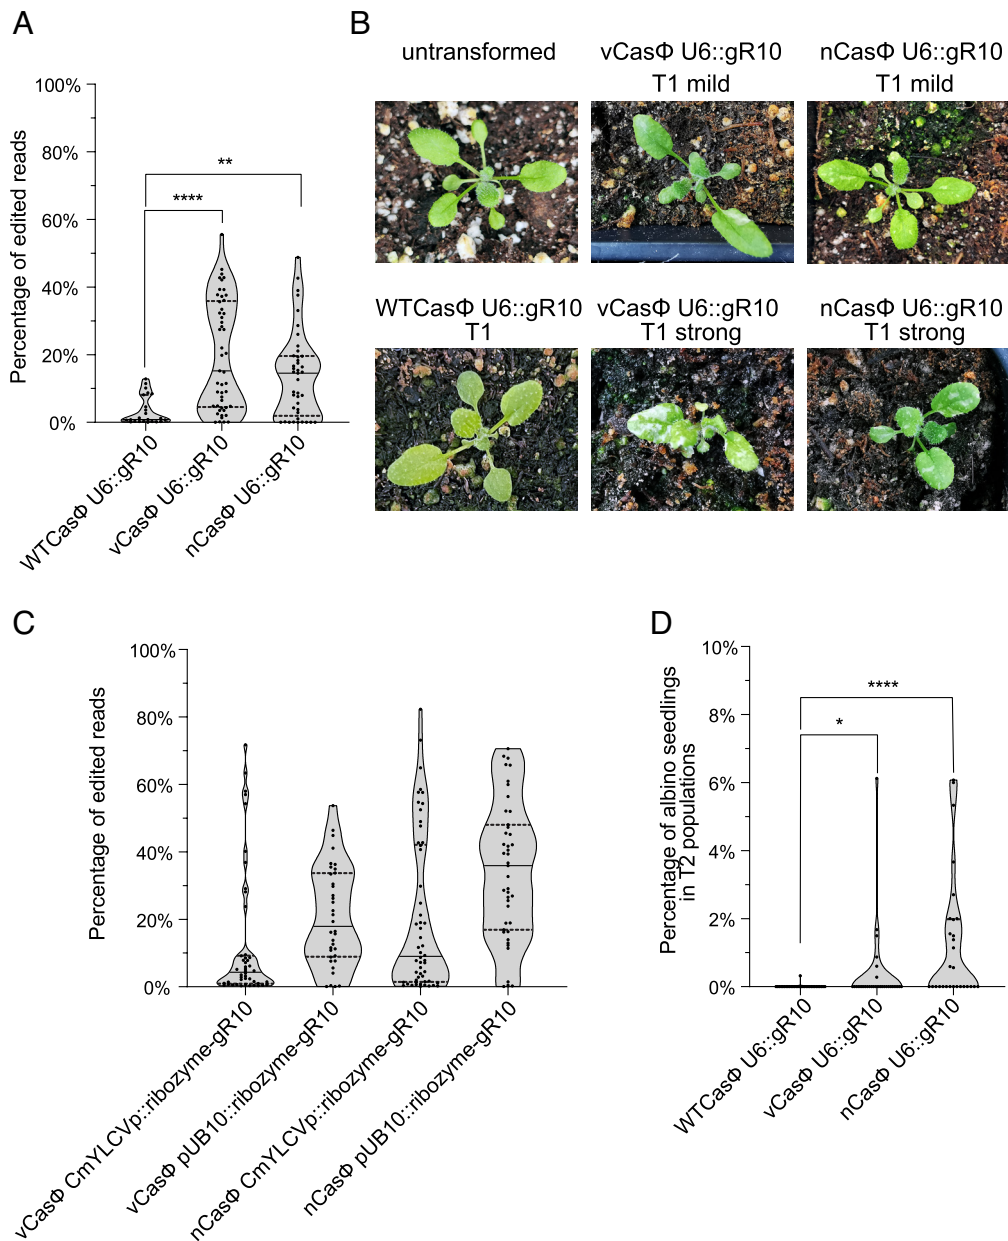 A
Percentage of edited reads
100%
80%
60%
40%
20%
0%
**
****
WTCasΦ U6::gR10
vCasΦ U6::gR10
nCasΦ U6::gR10
B
untransformed
vCasΦ U6::gR10
T1 mild
nCasΦ U6::gR10
T1 mild
WTCasΦ U6::gR10
T1
vCasΦ U6::gR10
T1 strong
nCasΦ U6::gR10
T1 strong
C
Percentage of edited reads
100%
80%
60%
40%
20%
0%
vCasΦ CmYLCVp::ribozyme-gR10
vCasΦ pUB10::ribozyme-gR10
nCasΦ CmYLCVp::ribozyme-gR10
nCasΦ pUB10::ribozyme-gR10
D
Percentage of albino seedlings
in T2 populations
10%
8%
6%
4%
2%
0%
****
*
WTCasΦ U6::gR10
vCasΦ U6::gR10
nCasΦ U6::gR10